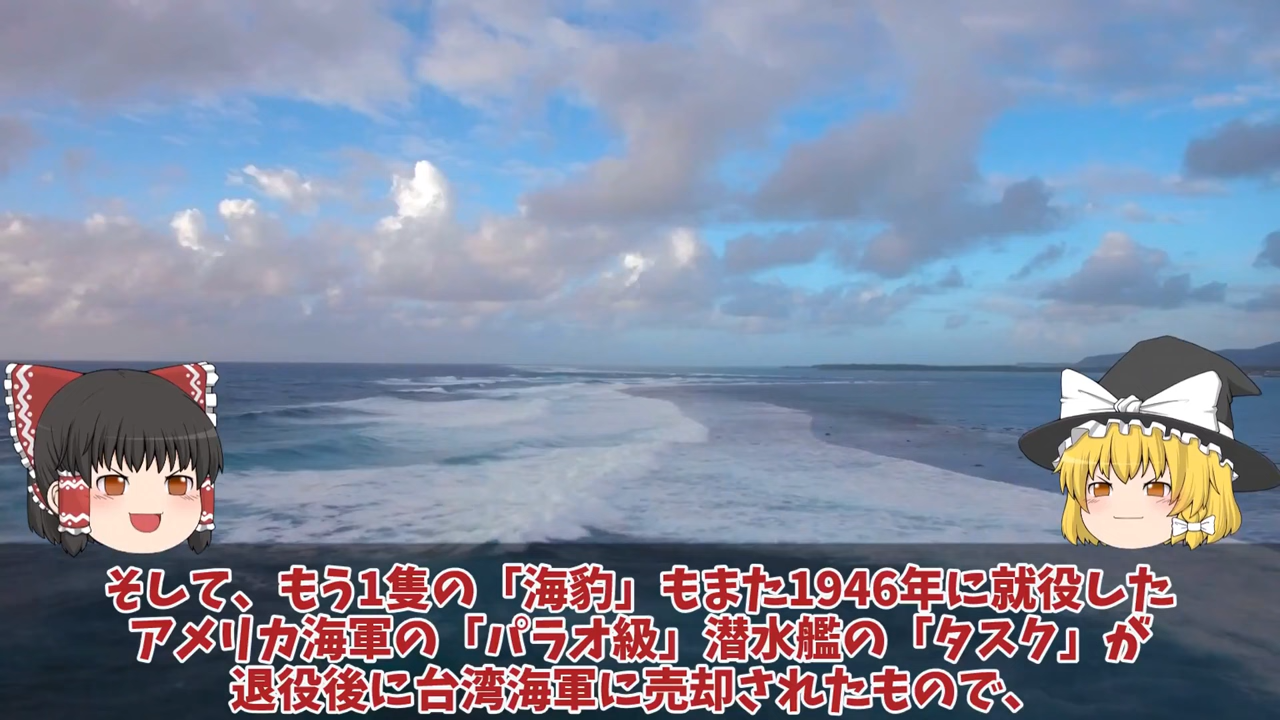 そして、もう1隻の「海豹」もまた1946年に就役した
アメリカ海軍の「パラオ級」潜水艦の「タスク」が
退役後に台湾海軍に売却されたもので、